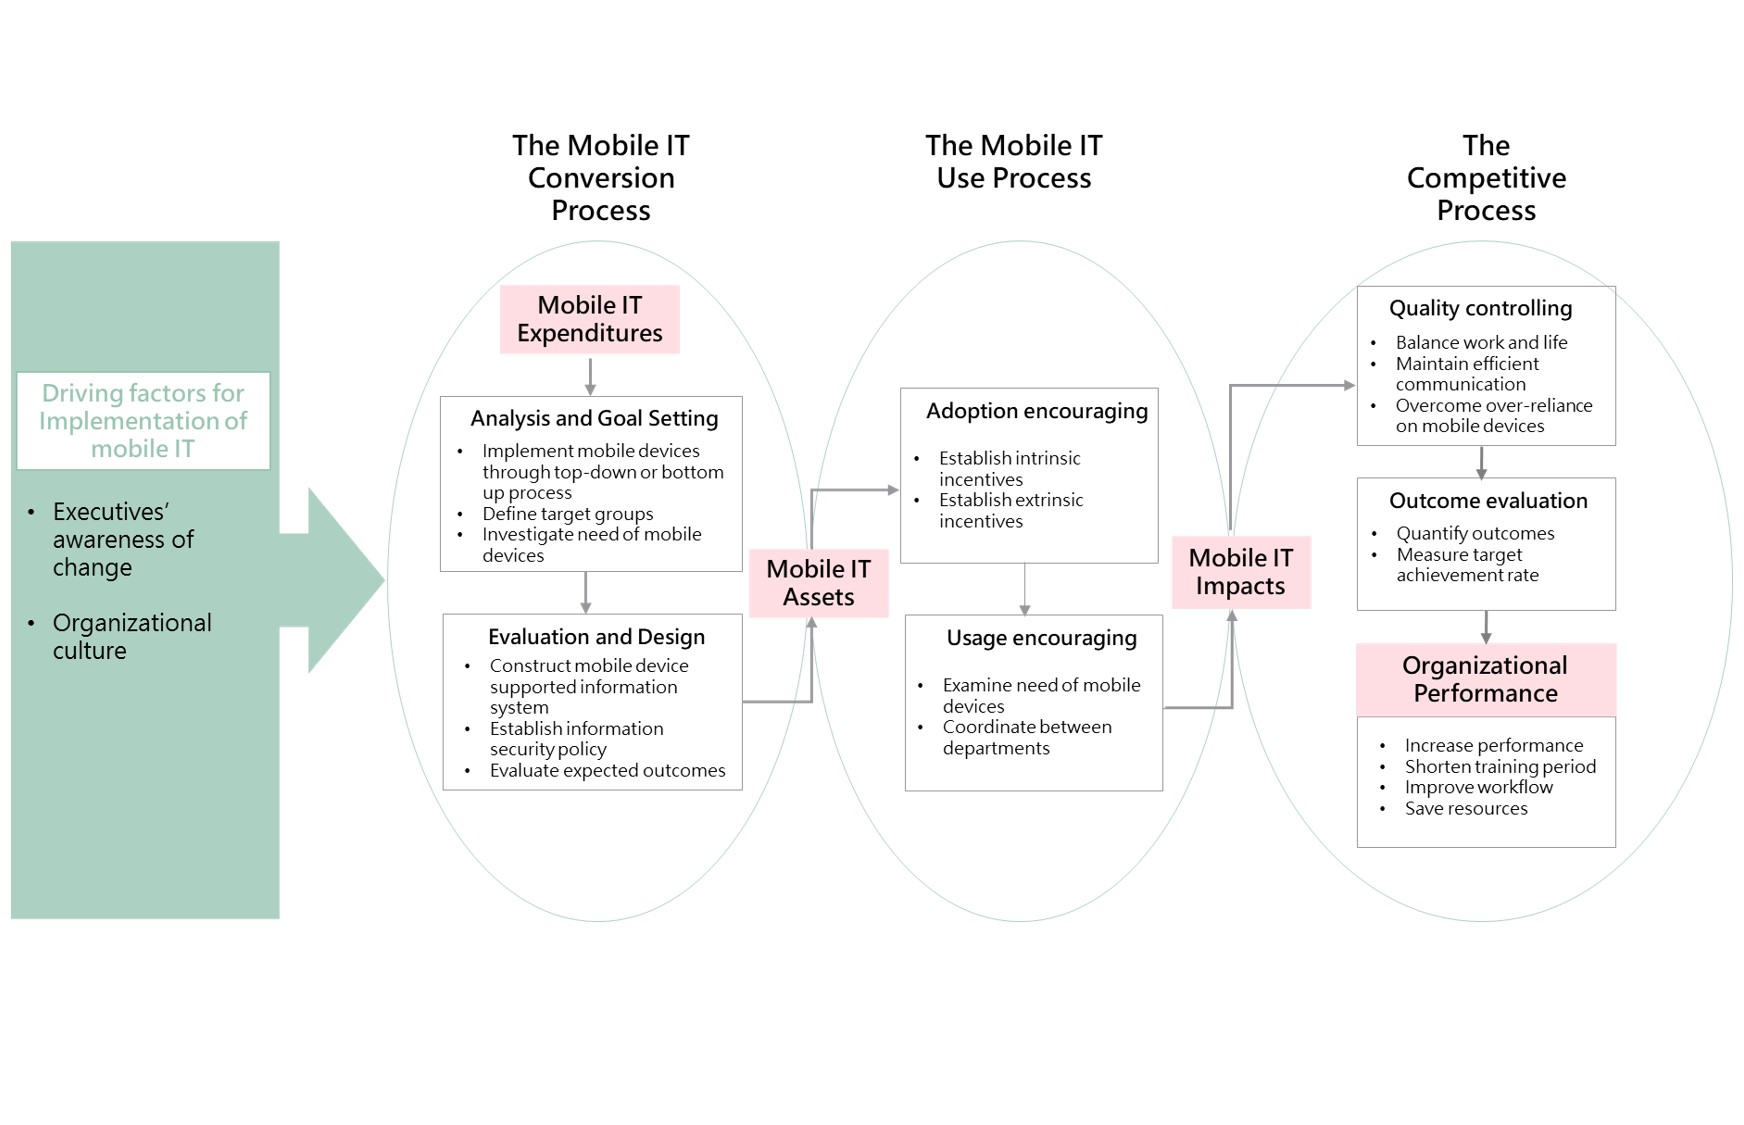 The Mobile IT
Conversion
Process
The Mobile IT
Use Process
The
Competitive
Process
Driving factors for
Implementation of
mobile IT
• Executives’
awareness of
change
• Organizational
culture
Mobile IT
Expenditures
Analysis and Goal Setting
• Implement mobile devices
through top-down or bottom
up process
• Define target groups
• Investigate need of mobile
devices
Evaluation and Design
• Construct mobile device
supported information
system
• Establish information
security policy
• Evaluate expected outcomes
Mobile IT
Assets
Adoption encouraging
• Establish intrinsic
incentives
• Establish extrinsic
incentives
Usage encouraging
• Examine need of mobile
devices
• Coordinate between
departments
Mobile IT
Impacts
Quality controlling
• Balance work and life
• Maintain efficient
communication
• Overcome over-reliance
on mobile devices
Outcome evaluation
• Quantify outcomes
• Measure target
achievement rate
Organizational
Performance
• Increase performance
• Shorten training period
• Improve workflow
• Save resources